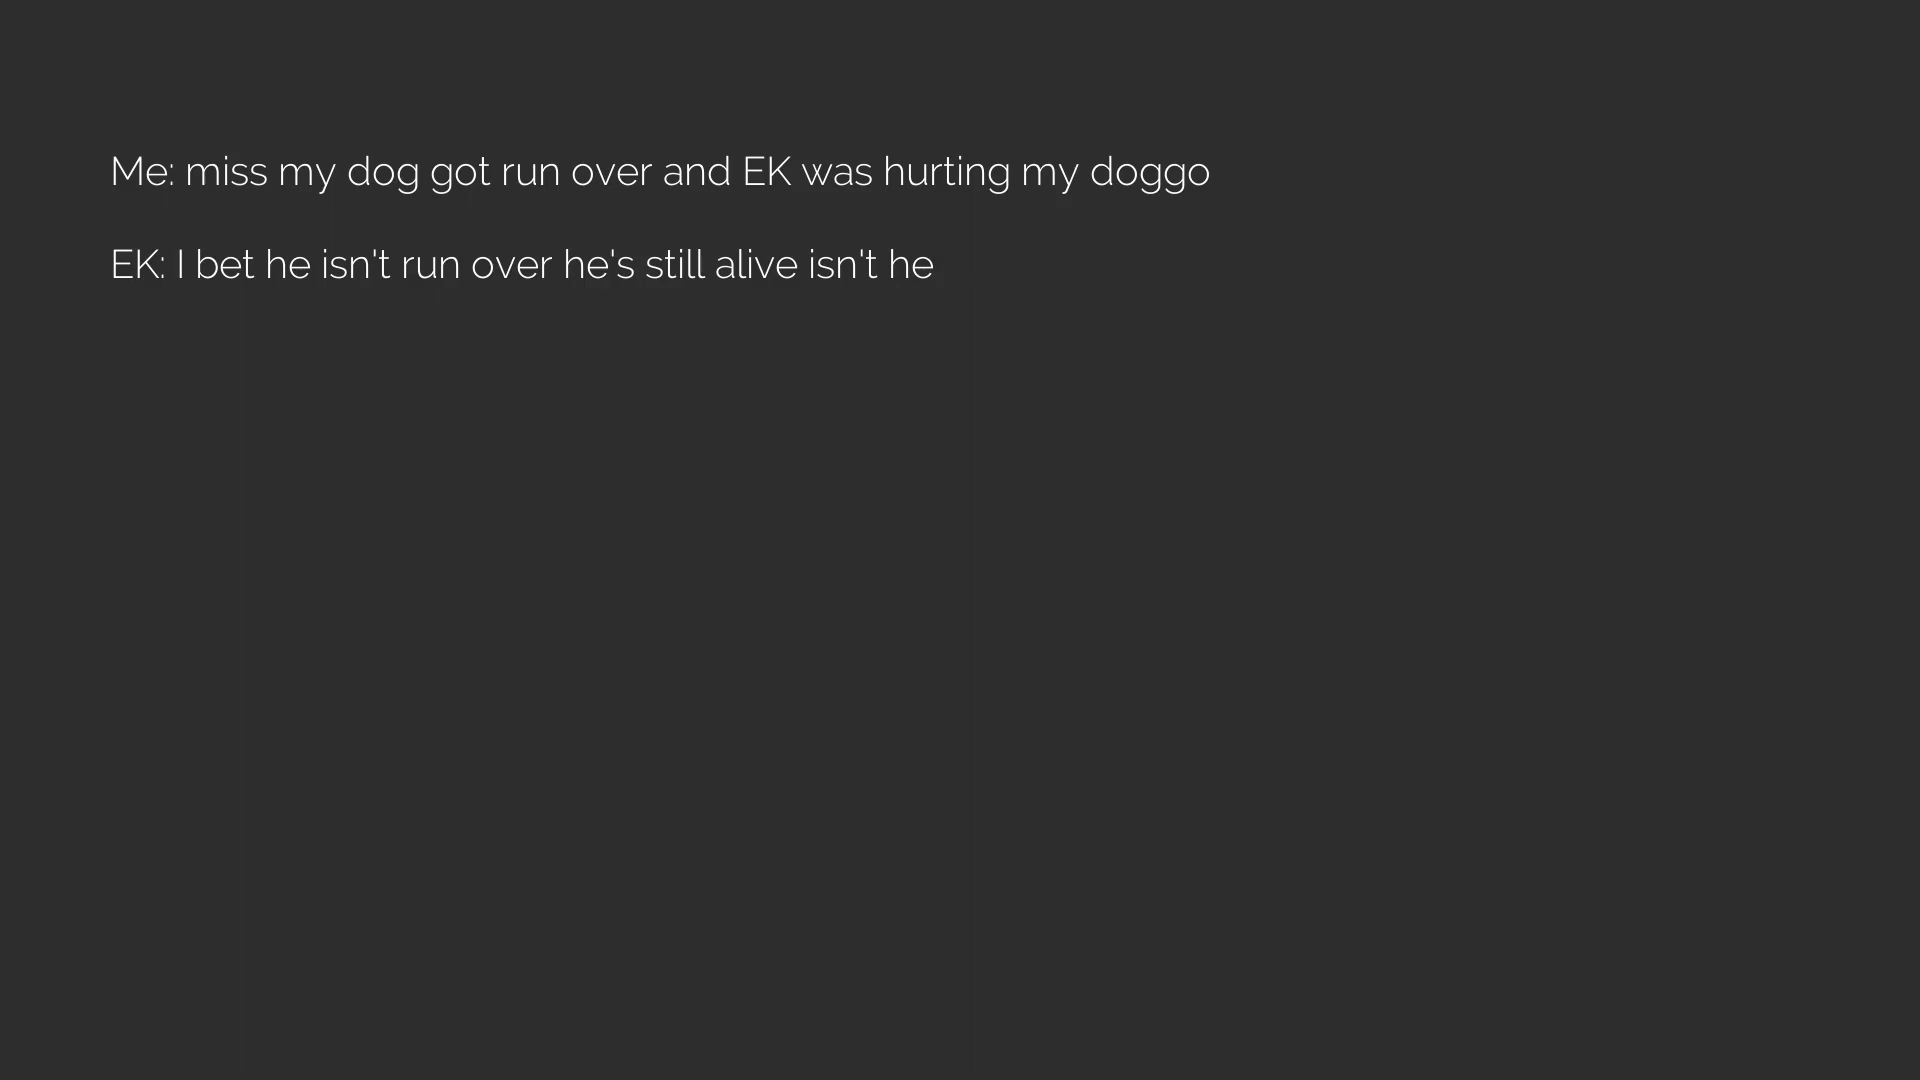 Me: miss my dog got run over and EK was hurting my doggo
EK: I bet he isn't run over he's still alive isn't he